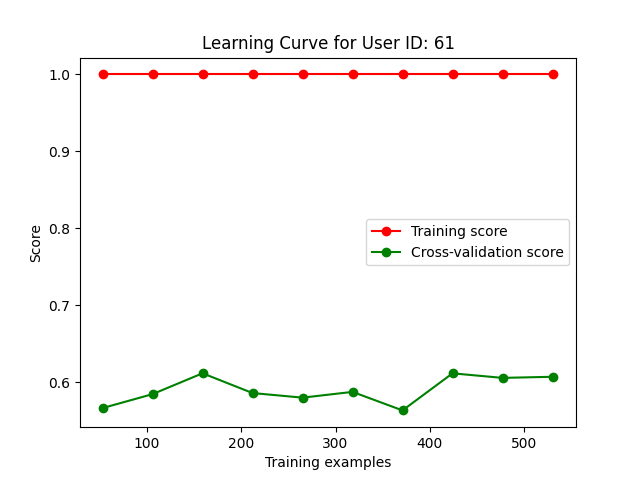 Learning Curve for User ID: 61
1.0
0.9
0.8
0.7
0.6
Score
Training score
Cross-validation score
100
200
300
400
500
Training examples